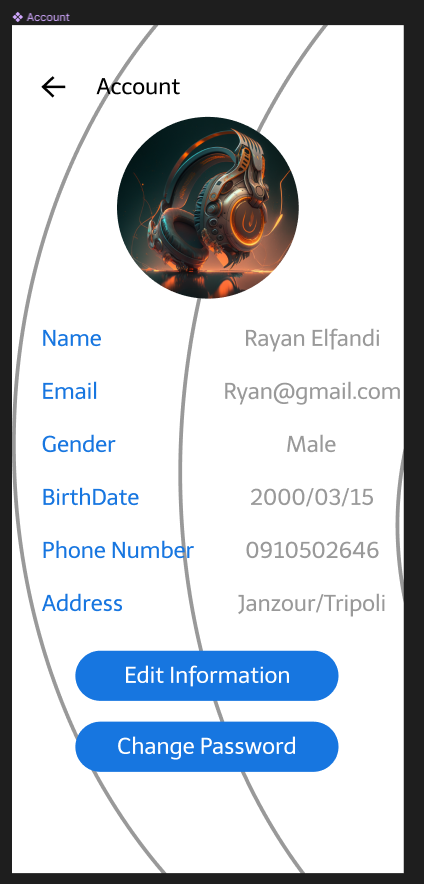 Account
Account
Name Rayan Elfandi
Email Ryan@gmail.com
Gender Male
BirthDate 2000/03/15
Phone Number 0910502646
Address Janzour/Tripoli
Edit Information
Change Password